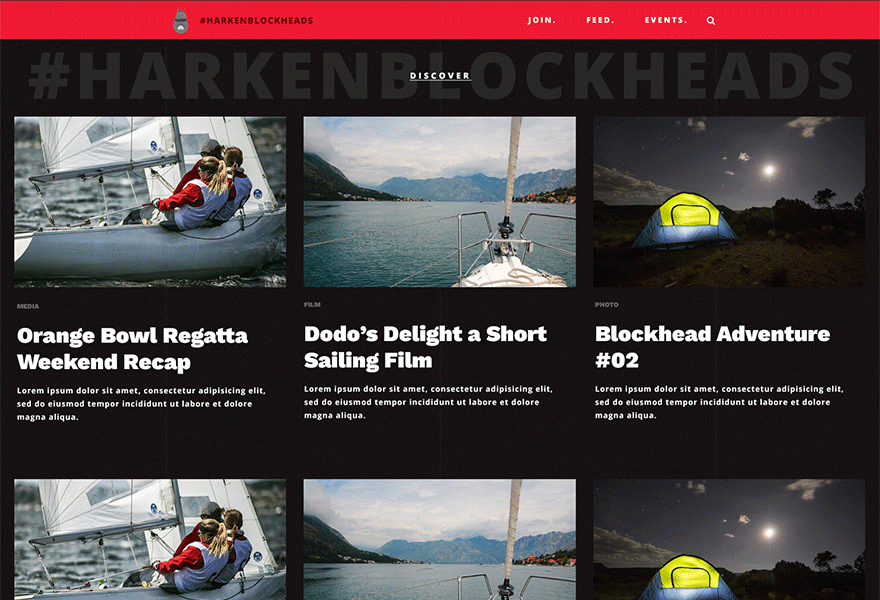 #HARKENBLOCKHEADS
JOIN. FEED. EVENTS.
#HARKENBLOCKHEADS
DISCOVER
MEDIA
Orange Bowl Regatta
Weekend Recap
Lorem ipsum dolor sit amet, consectetur adipisicing elit,
sed do eiusmod tempor incididunt ut labore et dolore
magna aliqua.
FILM
Dodo’s Delight a Short
Sailing Film
Lorem ipsum dolor sit amet, consectetur adipisicing elit,
sed do eiusmod tempor incididunt ut labore et dolore
magna aliqua.
PHOTO
Blockhead Adventure
#02
Lorem ipsum dolor sit amet, consectetur adipisicing elit,
sed do eiusmod tempor incididunt ut labore et dolore
magna aliqua.